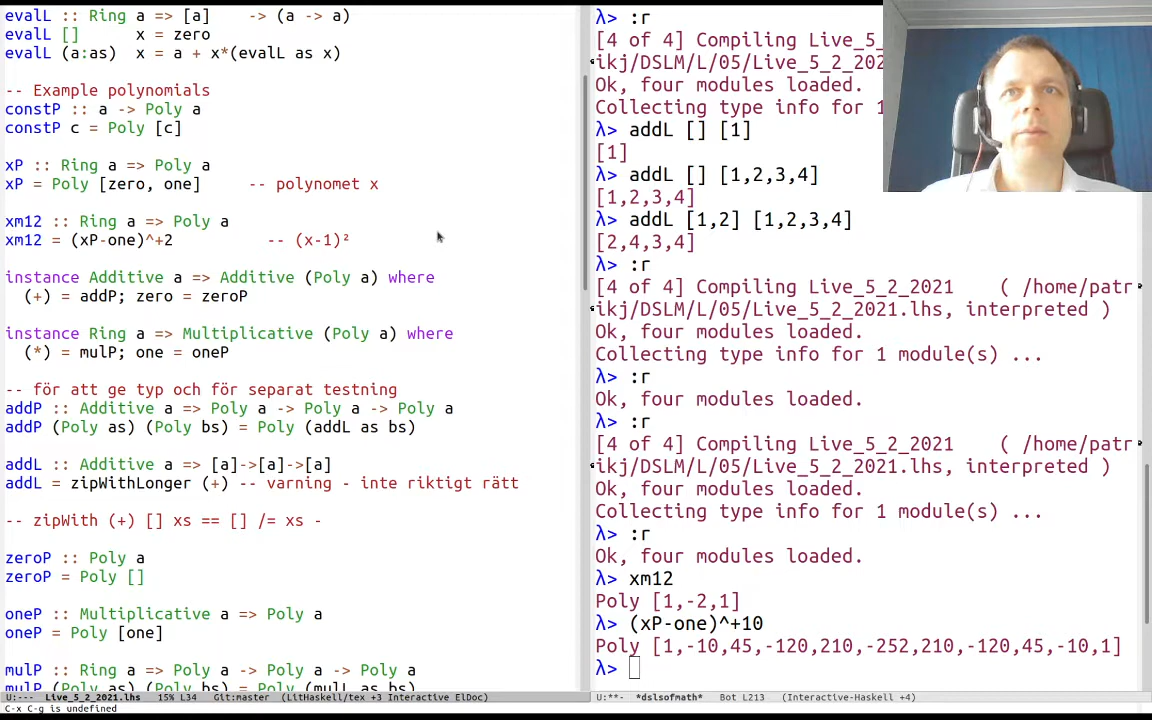 evalL :: Ring a => [a]    -> (a -> a)
evalL []      x = zero
evalL (a:as)  x = a + x*(evalL as x)
-- Example polynomials
constP :: a -> Poly a
constP c = Poly [c]
xP :: Ring a => Poly a
xP = Poly [zero, one]     -- polynomet x
xm12 :: Ring a => Poly a
xm12 = (xP-one)^+2          -- (x-1)²
instance Additive a => Additive (Poly a) where
  (+) = addP; zero = zeroP
instance Ring a => Multiplicative (Poly a) where
  (*) = mulP; one = oneP
-- för att ge typ och för separat testning
addP :: Additive a => Poly a -> Poly a -> Poly a
addP (Poly as) (Poly bs) = Poly (addL as bs)
addL :: Additive a => [a]->[a]->[a]
addL = zipWithLonger (+) -- varning - inte riktigt rätt
-- zipWith (+) [] xs == [] /= xs -
zeroP :: Poly a
zeroP = Poly []
oneP :: Multiplicative a => Poly a
oneP = Poly [one]
mulP :: Ring a => Poly a -> Poly a -> Poly a
mulP (Poly as) (Poly bs) = Poly (mulL as bs)
U:---  Live_5_2_2021.lhs   15% L34   Git:master  (LitHaskell/tex +3 Interactive ElDoc)
C-x C-g is undefined
λ> :r
[4 of 4] Compiling Live_5_
ikj/DSLM/L/05/Live_5_2_202
Ok, four modules loaded.
Collecting type info for 1
λ> addL [] [1]
[1]
λ> addL [] [1,2,3,4]
[1,2,3,4]
λ> addL [1,2] [1,2,3,4]
[2,4,3,4]
λ> :r
[4 of 4] Compiling Live_5_2_2021    ( /home/patr
ikj/DSLM/L/05/Live_5_2_2021.lhs, interpreted )
Ok, four modules loaded.
Collecting type info for 1 module(s) ...
λ> :r
Ok, four modules loaded.
λ> :r
[4 of 4] Compiling Live_5_2_2021    ( /home/patr
ikj/DSLM/L/05/Live_5_2_2021.lhs, interpreted )
Ok, four modules loaded.
Collecting type info for 1 module(s) ...
λ> :r
Ok, four modules loaded.
λ> xm12
Poly [1,-2,1]
λ> (xP-one)^+10
Poly [1,-10,45,-120,210,-252,210,-120,45,-10,1]
λ>
U:**-  *dslsofmath*   Bot L213   (Interactive-Haskell +4)